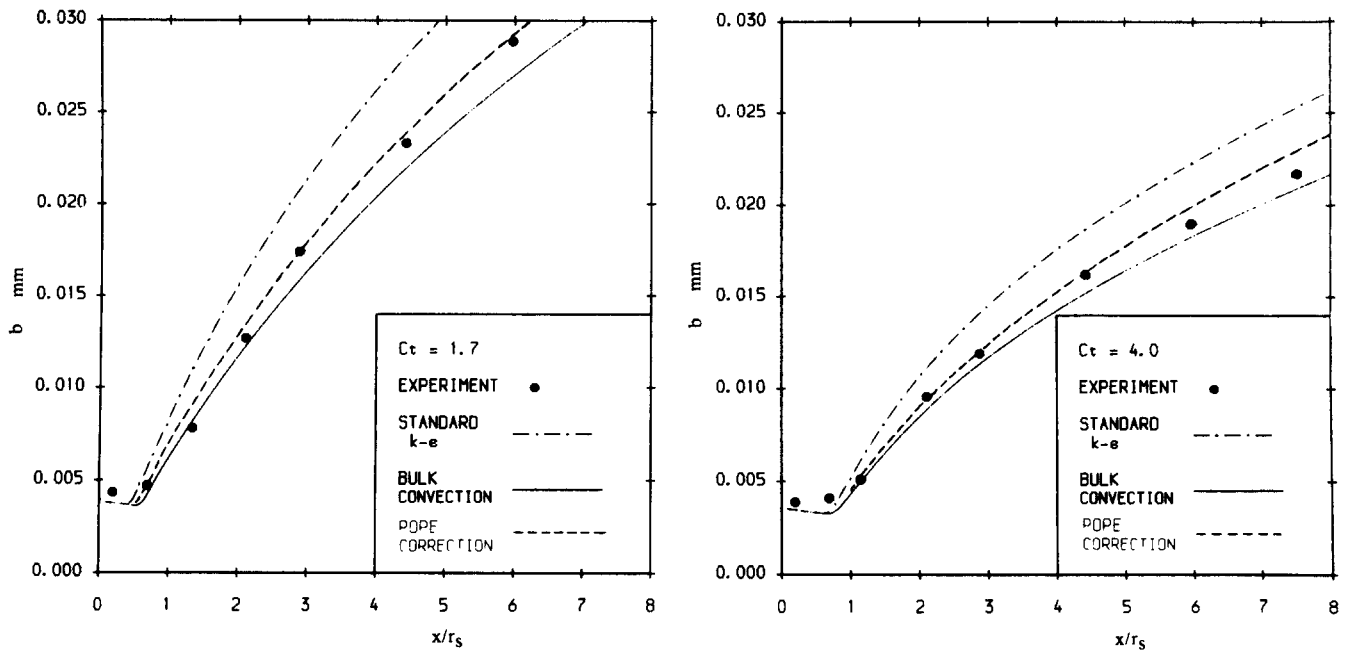 0.030
0.025
0.020
0.015
0.010
0.005
0.000
b mm
0 1 2 3 4 5 6 7 8
x/rs
Ct = 1.7
EXPERIMENT
STANDARD
k-e
BULK
CONVECTION
POPE
CORRECTION
0.030
0.025
0.020
0.015
0.010
0.005
0.000
b mm
0 1 2 3 4 5 6 7 8
x/rs
Ct = 4.0
EXPERIMENT
STANDARD
k-e
BULK
CONVECTION
POPE
CORRECTION